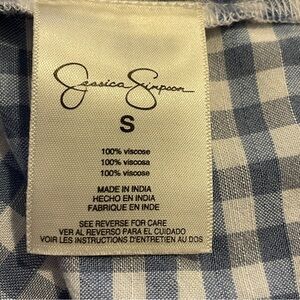 Jessica Simpson
S
100% viscose
100% viscosa
100% viscose
MADE IN INDIA
HECHO EN INDIA
FABRIQUE EN INDE
SEE REVERSE FOR CARE
VER AL REVERSO PARA EL CUIDADO
VOIR LES INSTRUCTIONS D'ENTRETIEN AU DOS